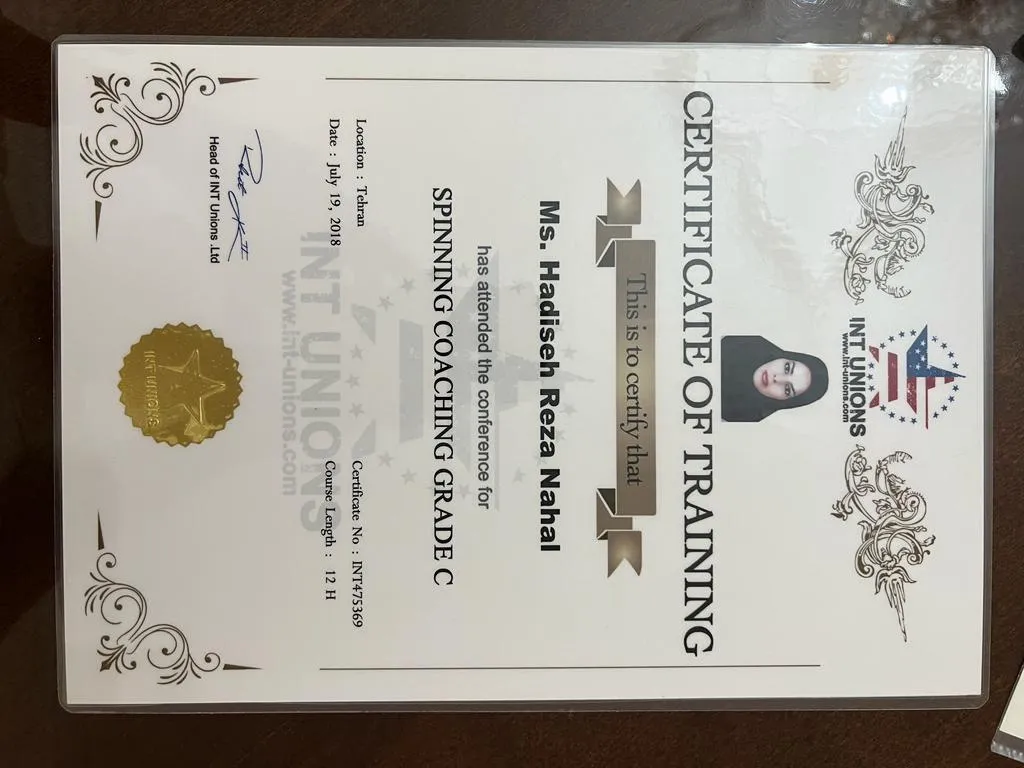 INT UNIONS
www.int-unions.com
CERTIFICATE OF TRAINING
This is to certify that
Ms. Hadiseh Reza Nahal
has attended the conference for
SPINNING COACHING GRADE C
Location : Tehran
Date : July 19, 2018
Certificate No : INT475369
Course Length : 12 H
INT UNIONS
www.int-unions.com
Head of INT Unions .Ltd
INT UNIONS